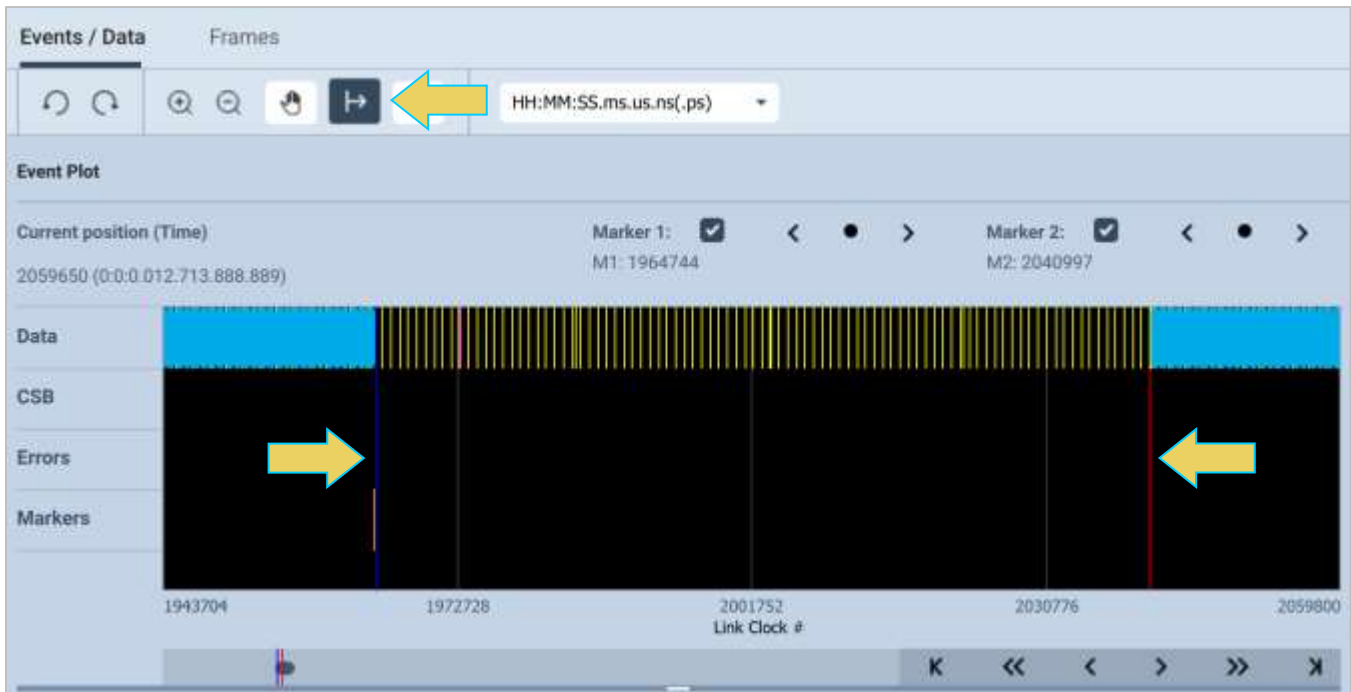 Events / Data Frames
HH:MM:SS.ms.us.ns(.ps)
Event Plot
Current position (Time) Marker 1: Marker 2:
2059650 (0:0:0.012.713.888.889) M1: 1964744 M2: 2040997
Data
CSB
Errors
Markers
1943704 1972728 2001752 2030776 2059800
Link Clock #